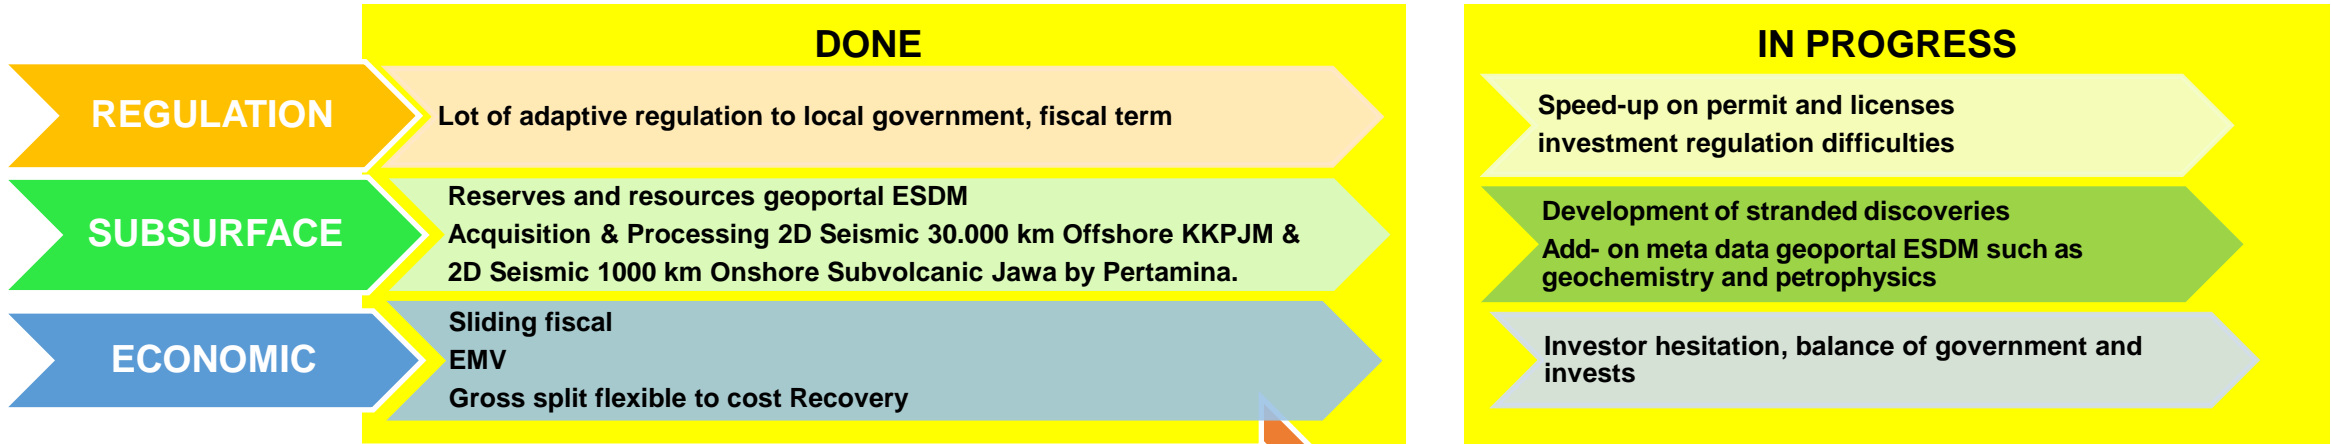 DONE
IN PROGRESS
REGULATION
Lot of adaptive regulation to local government, fiscal term
Speed-up on permit and licenses
investment regulation difficulties
SUBSURFACE
Reserves and resources geoportal ESDM
Acquisition & Processing 2D Seismic 30.000 km Offshore KKPJM &
2D Seismic 1000 km Onshore Subvolcanic Jawa by Pertamina.
Development of stranded discoveries
Add- on meta data geoportal ESDM such as
geochemistry and petrophysics
ECONOMIC
Sliding fiscal
EMV
Gross split flexible to cost Recovery
Investor hesitation, balance of government and
invests